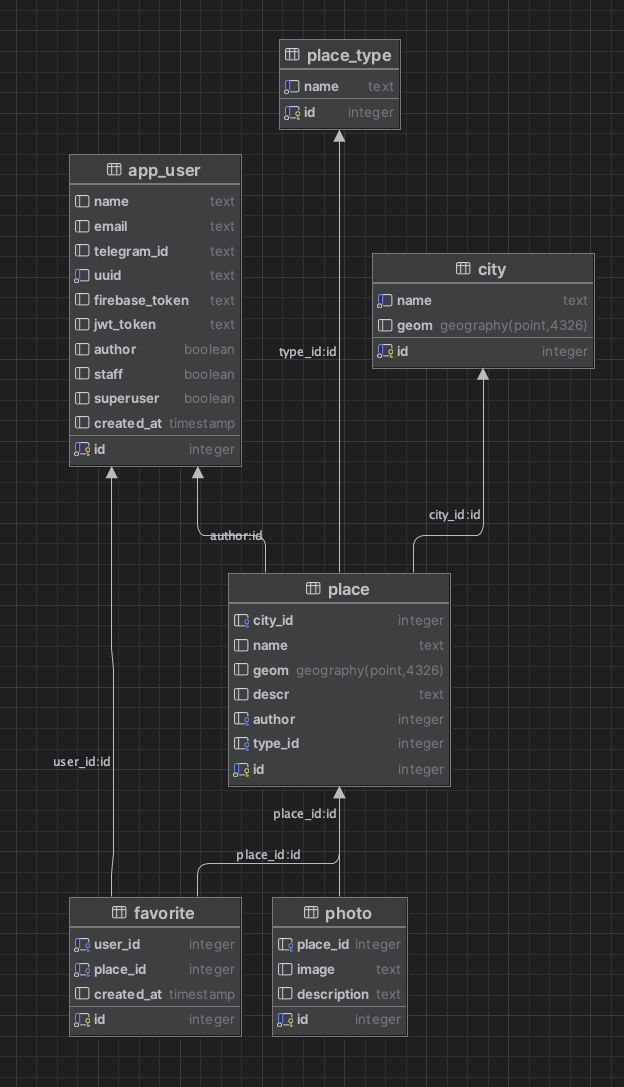 place_type
name text
id integer
app_user
name text
email text
telegram_id text
uuid text
firebase_token text
jwt_token text
author boolean
staff boolean
superuser boolean
created_at timestamp
id integer
city
name text
geom geography(point,4326)
id integer
type_id:id
city_id:id
author:id
place
city_id integer
name text
geom geography(point,4326)
descr text
author integer
type_id integer
id integer
user_id:id
place_id:id
place_id:id
favorite
user_id integer
place_id integer
created_at timestamp
id integer
photo
place_id integer
image text
description text
id integer